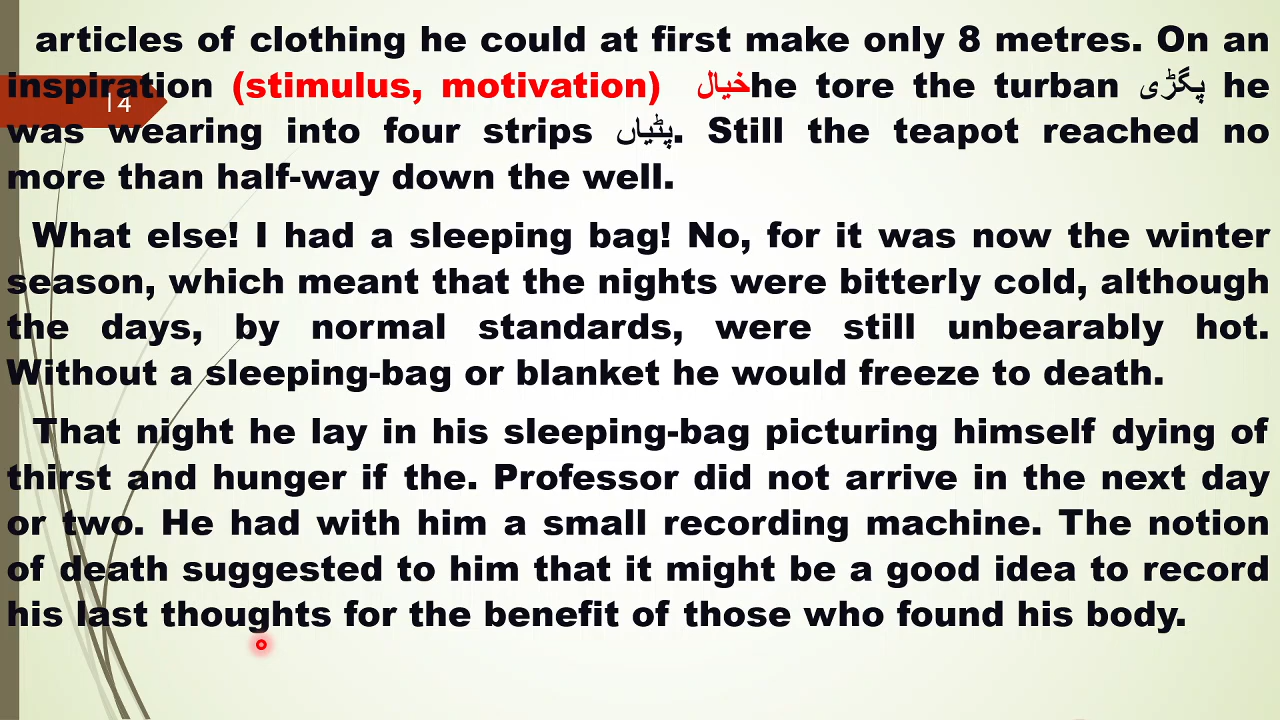 articles of clothing he could at first make only 8 metres. On an
inspiration (stimulus, motivation) خیال he tore the turban پگڑی he
14
was wearing into four strips پٹیاں. Still the teapot reached no
more than half-way down the well.
What else! I had a sleeping bag! No, for it was now the winter
season, which meant that the nights were bitterly cold, although
the days, by normal standards, were still unbearably hot.
Without a sleeping-bag or blanket he would freeze to death.
That night he lay in his sleeping-bag picturing himself dying of
thirst and hunger if the. Professor did not arrive in the next day
or two. He had with him a small recording machine. The notion
of death suggested to him that it might be a good idea to record
his last thoughts for the benefit of those who found his body.